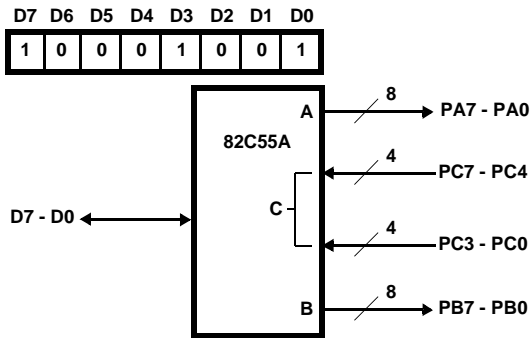 D7 D6 D5 D4 D3 D2 D1 D0
1 0 0 0 1 0 0 1
8
A
PA7 - PA0
82C55A
4
PC7 - PC4
C
D7 - D0
4
PC3 - PC0
8
B
PB7 - PB0